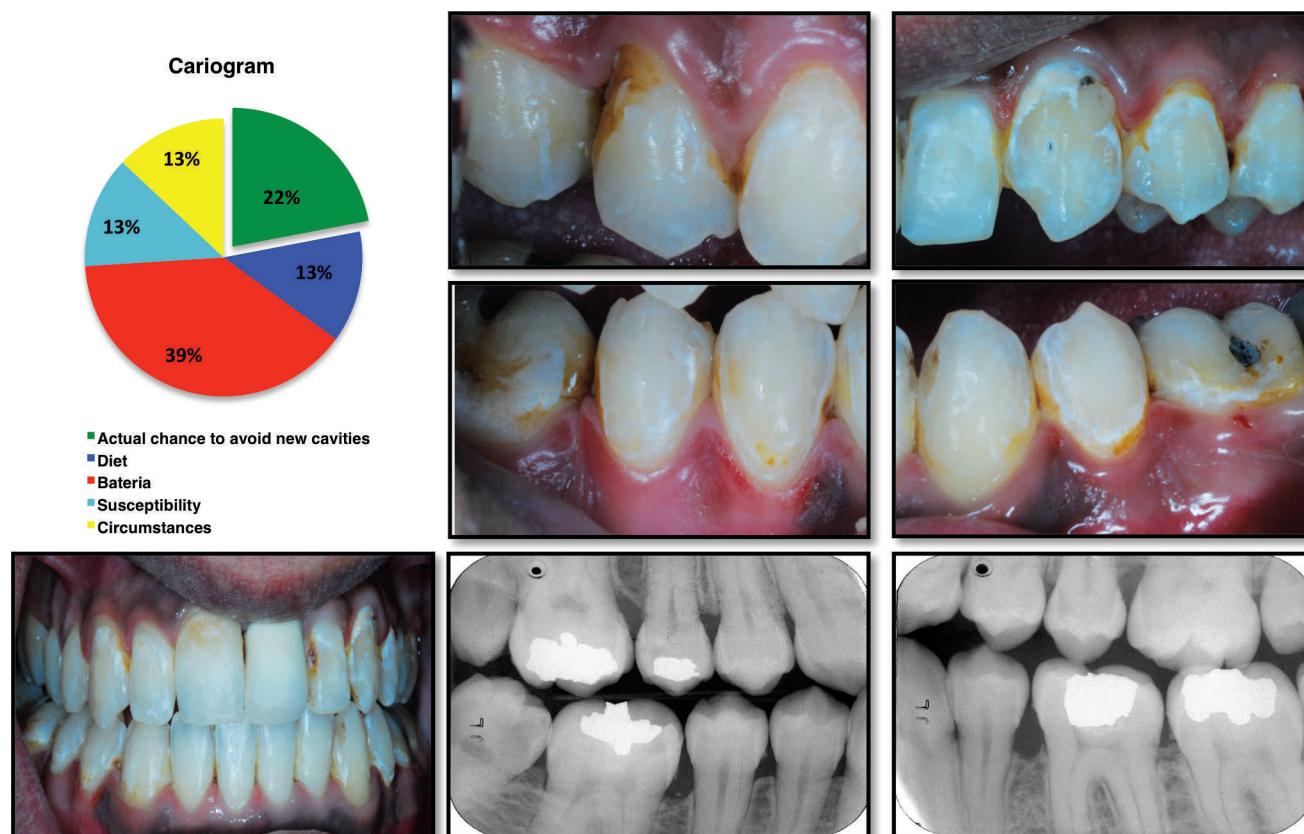 Cariogram
13%
22%
13%
13%
39%
Actual chance to avoid new cavities
Diet
Bateria
Susceptibility
Circumstances